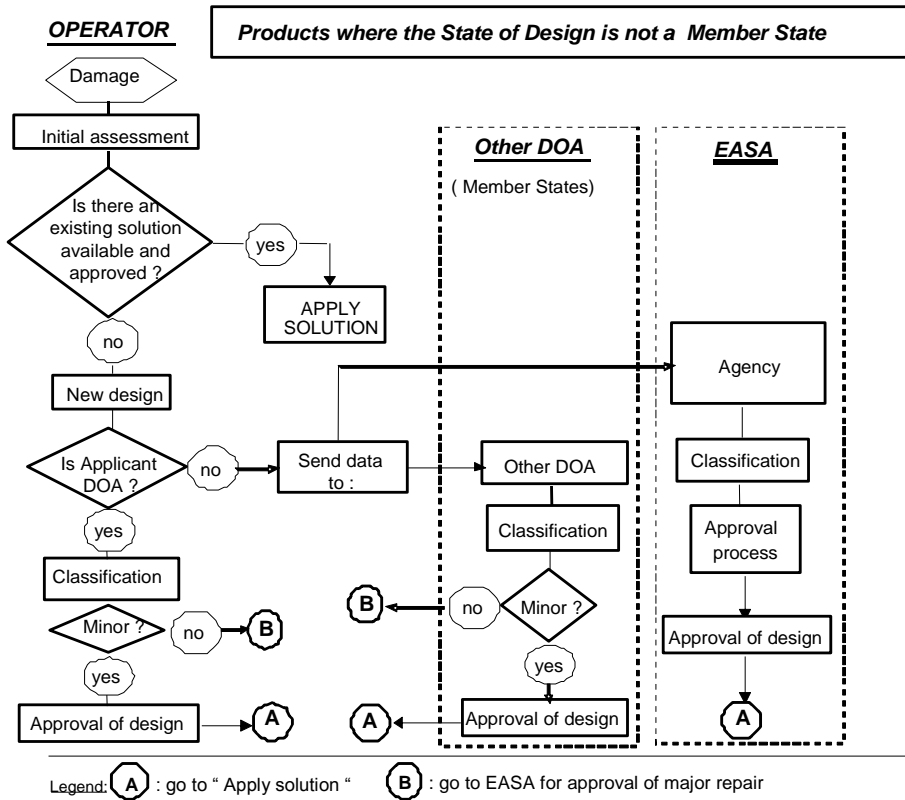 OPERATOR
Products where the State of Design is not a Member State
Damage
Initial assessment
Is there an
existing solution
available and
approved ?
yes
APPLY
SOLUTION
no
New design
Is Applicant
DOA ?
no
Send data
to :
yes
Classification
Minor ?
no
B
yes
Approval of design
A
Other DOA
( Member States)
Other DOA
Classification
Minor ?
no
B
yes
Approval of design
A
EASA
Agency
Classification
Approval
process
Approval of design
A
Legend: A : go to “ Apply solution “ B : go to EASA for approval of major repair